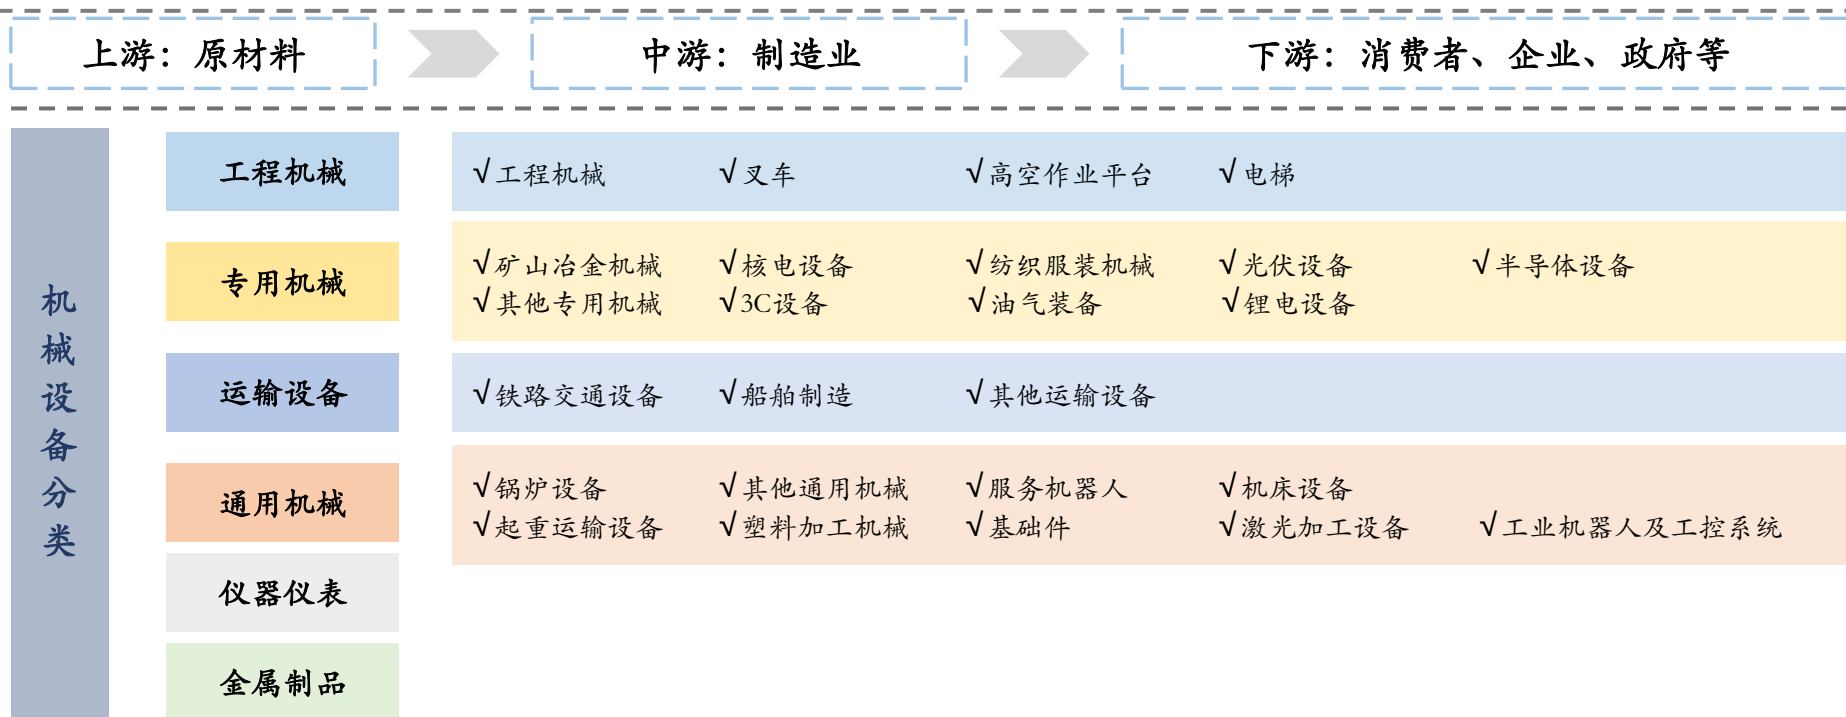 上游：原材料 中游：制造业 下游：消费者、企业、政府等
机械设备分类
工程机械 √工程机械 √叉车 √高空作业平台 √电梯
专用机械
√矿山冶金机械 √核电设备 √纺织服装机械 √光伏设备 √半导体设备
√其他专用机械 √3C设备 √油气装备 √锂电设备
运输设备 √铁路交通设备 √船舶制造 √其他运输设备
通用机械
√锅炉设备 √其他通用机械 √服务机器人 √机床设备
√起重运输设备 √塑料加工机械 √基础件 √激光加工设备 √工业机器人及工控系统
仪器仪表
金属制品